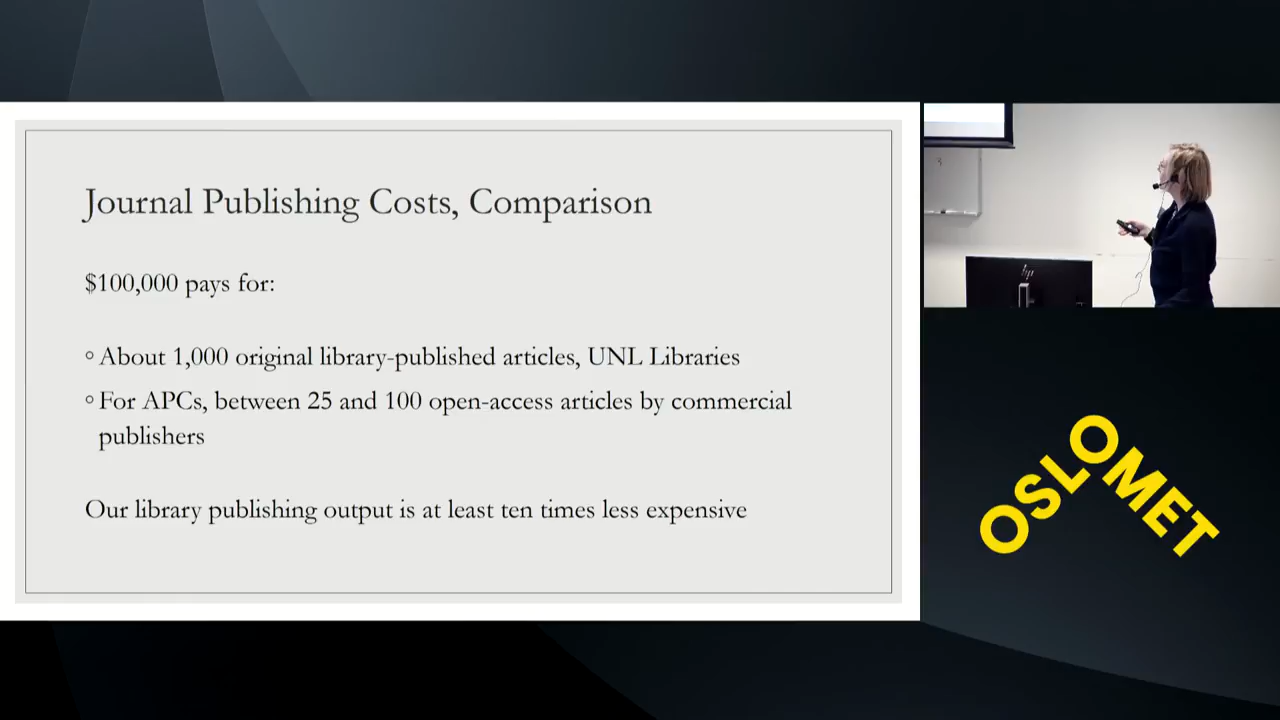 Journal Publishing Costs, Comparison
$100,000 pays for:
° About 1,000 original library-published articles, UNL Libraries
° For APCs, between 25 and 100 open-access articles by commercial
publishers
Our library publishing output is at least ten times less expensive
hp
OSLOMET